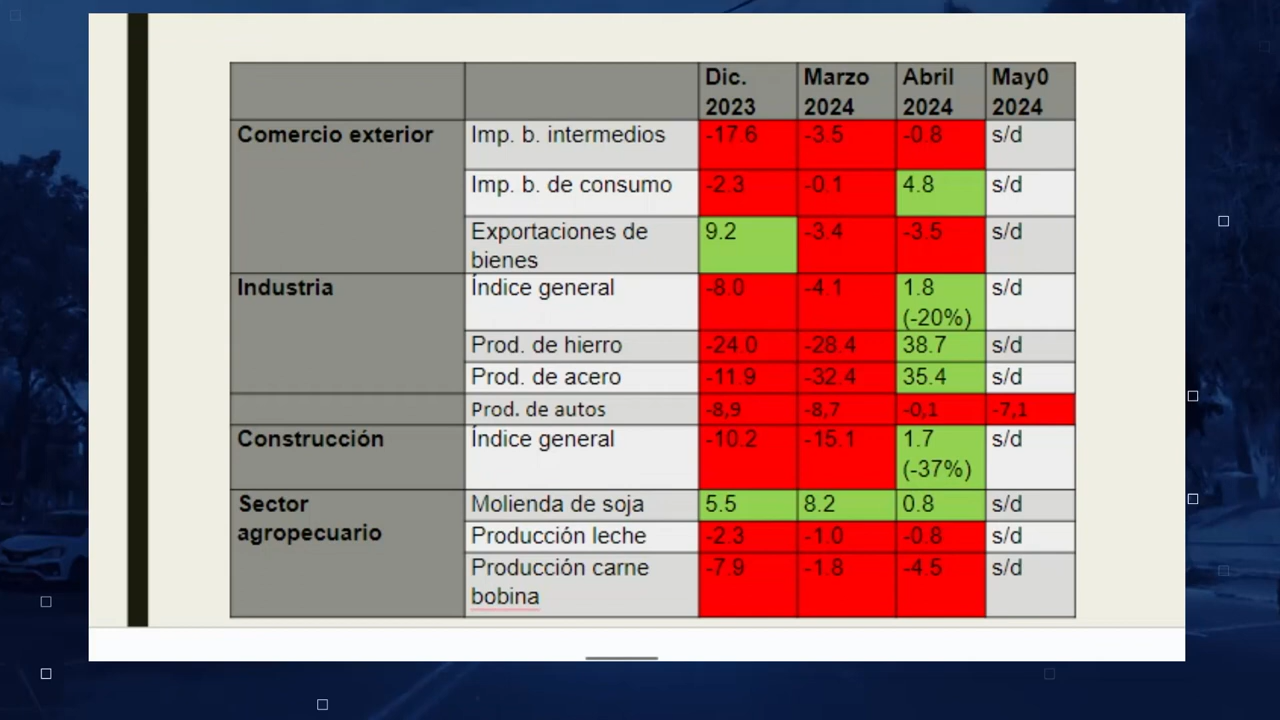 Dic. 2023 Marzo 2024 Abril 2024 May0 2024
Comercio exterior Imp. b. intermedios -17.6 -3.5 -0.8 s/d
Imp. b. de consumo -2.3 -0.1 4.8 s/d
Exportaciones de bienes 9.2 -3.4 -3.5 s/d
Industria Índice general -8.0 -4.1 1.8 (-20%) s/d
Prod. de hierro -24.0 -28.4 38.7 s/d
Prod. de acero -11.9 -32.4 35.4 s/d
Prod. de autos -8,9 -8,7 -0,1 -7,1
Construcción Índice general -10.2 -15.1 1.7 (-37%) s/d
Sector agropecuario Molienda de soja 5.5 8.2 0.8 s/d
Producción leche -2.3 -1.0 -0.8 s/d
Producción carne bobina -7.9 -1.8 -4.5 s/d